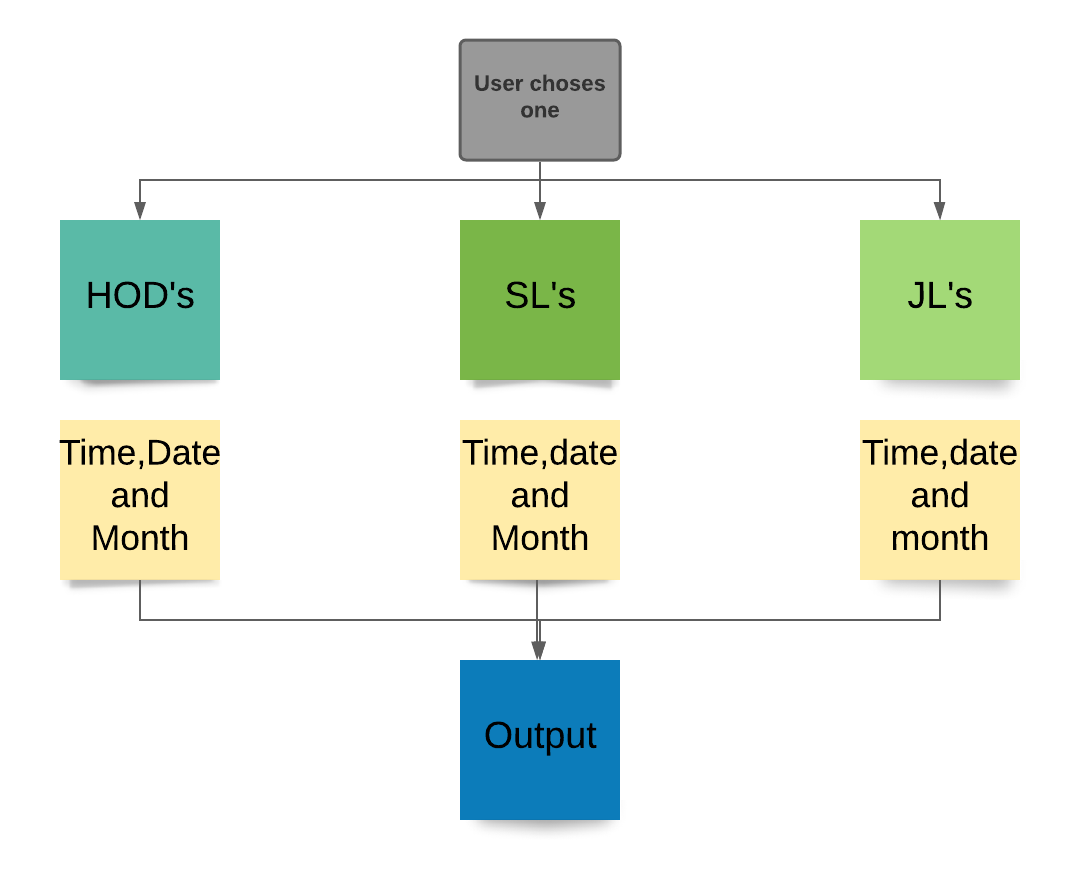 User choses
one
HOD's
SL's
JL's
Time,Date
and
Month
Time,date
and
Month
Time,date
and
month
Output